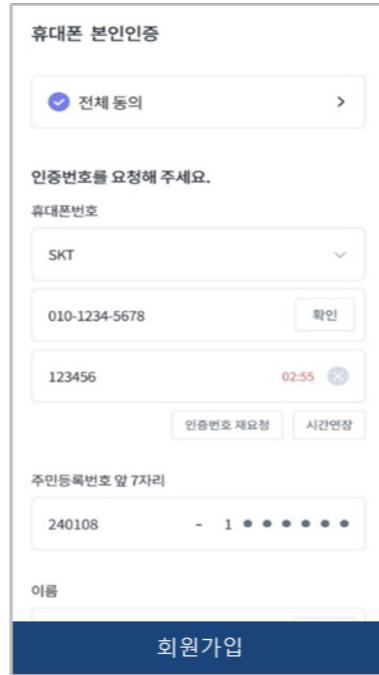 휴대폰 본인인증
전체 동의
인증번호를 요청해 주세요.
휴대폰번호
SKT
010-1234-5678 확인
123456 02:55
인증번호 재요청 시간연장
주민등록번호 앞 7자리
240108 - 1 ● ● ● ● ● ●
이름
회원가입